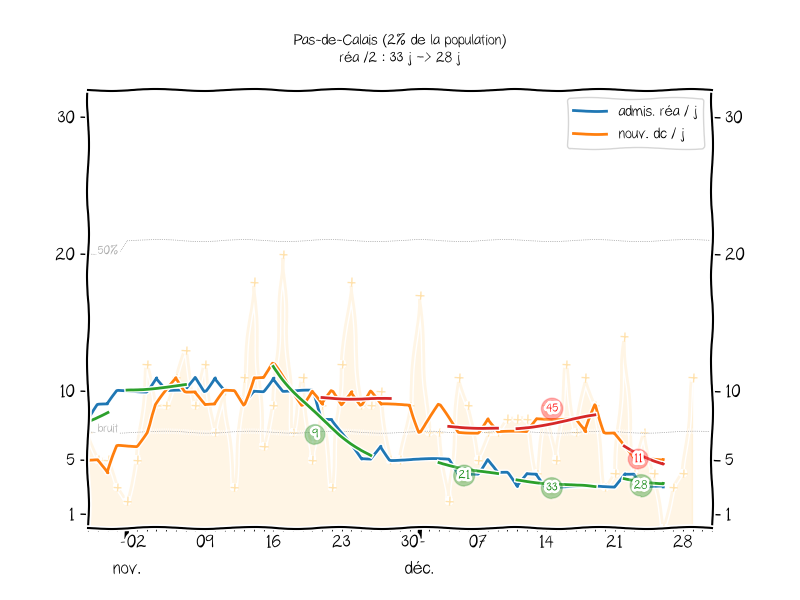 Pas-de-Calais (2% de la population)
réa /2 : 33 j -> 28 j
admis. réa / j
nouv. dc / j
30 30
50%
20 20
10 10
45
bruit
9
11
5 5
21
33
28
1 1
02 09 16 23 30 07 14 21 28
nov. déc.